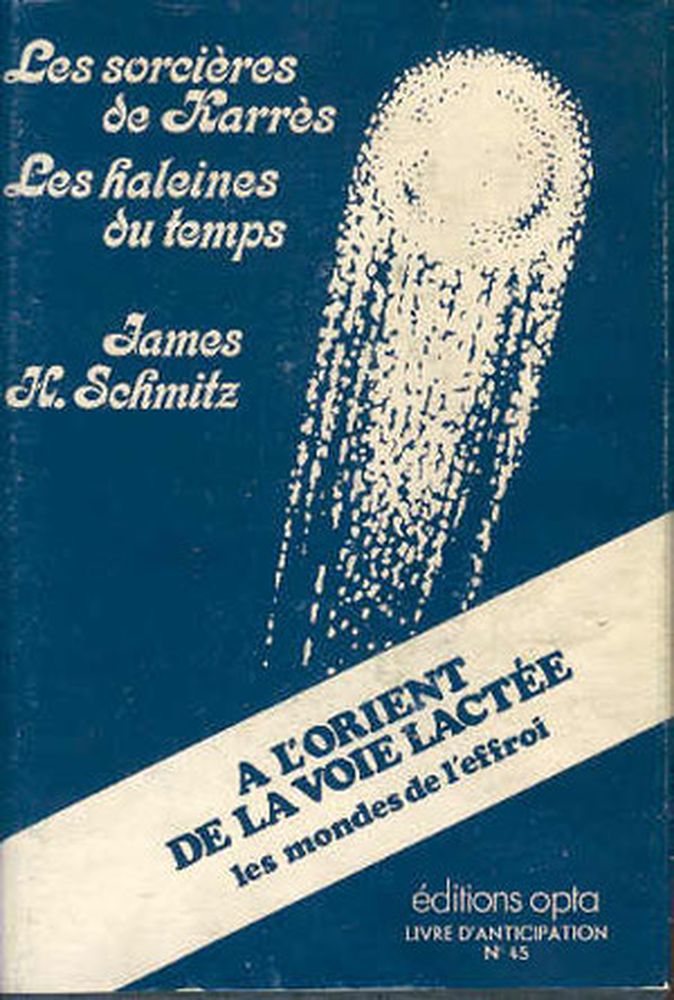 Les sorcières
de Karrès
Les haleines
du temps
James
H. Schmitz
A L'ORIENT
DE LA VOIE LACTÉE
les mondes de l'effroi
éditions opta
LIVRE D'ANTICIPATION
N° 45